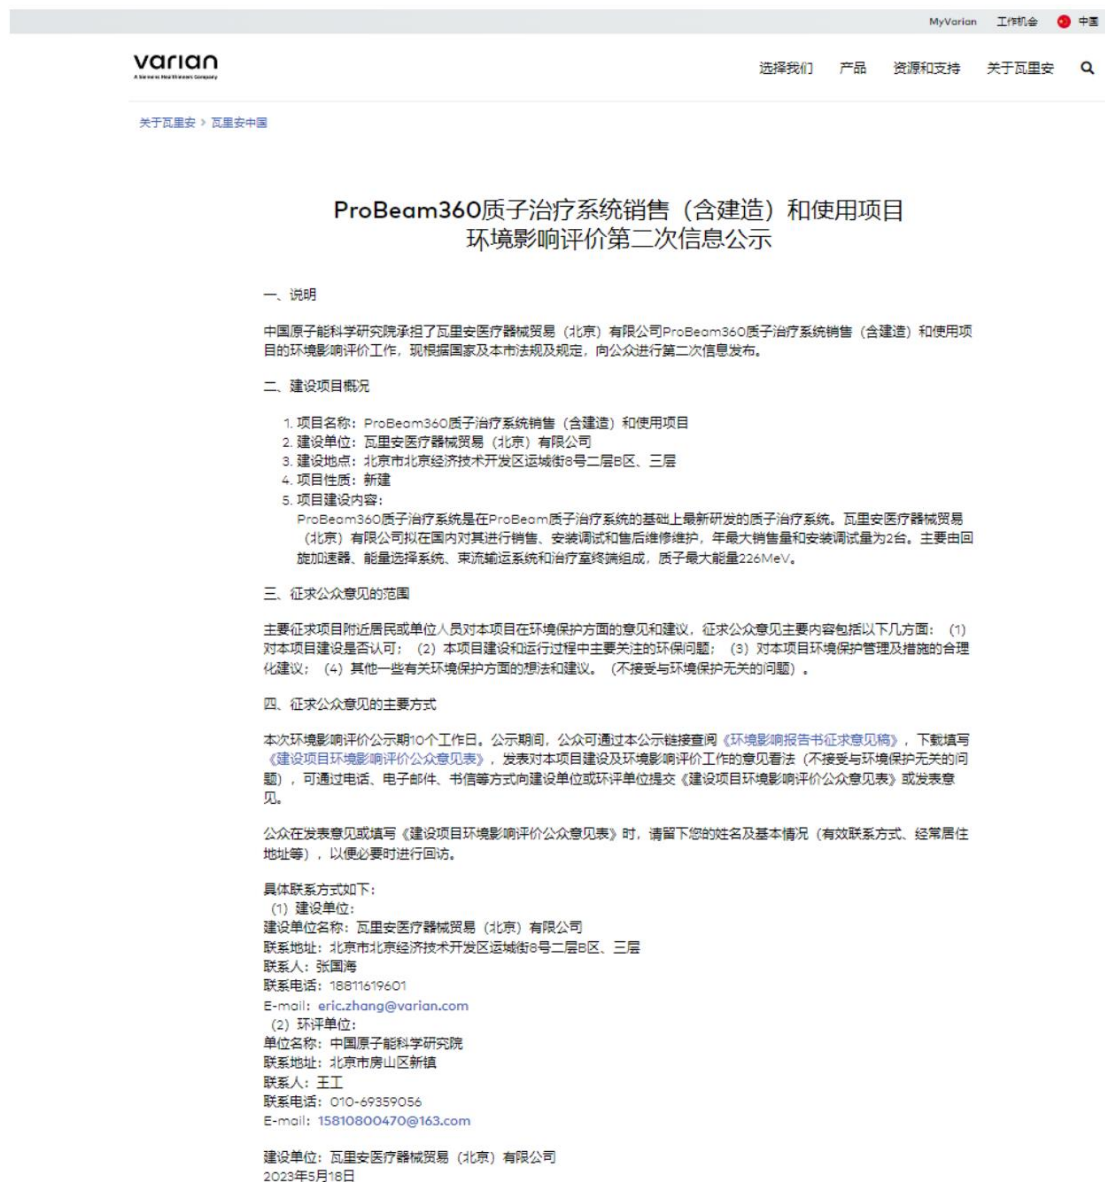 MyVarian 工作机会 中国
varian
A Siemens Healthineers Company
选择我们 产品 资源和支持 关于瓦里安
关于瓦里安 > 瓦里安中国
ProBeam360质子治疗系统销售（含建造）和使用项目
环境影响评价第二次信息公示
一、说明
中国原子能科学研究院承担了瓦里安医疗器械贸易（北京）有限公司ProBeam360质子治疗系统销售（含建造）和使用项
目的环境影响评价工作，现根据国家及本市法规及规定，向公众进行第二次信息发布。
二、建设项目概况
1. 项目名称：ProBeam360质子治疗系统销售（含建造）和使用项目
2. 建设单位：瓦里安医疗器械贸易（北京）有限公司
3. 建设地点：北京市北京经济技术开发区运城街8号二层B区、三层
4. 项目性质：新建
5. 项目建设内容：
ProBeam360质子治疗系统是在ProBeam质子治疗系统的基础上最新研发的质子治疗系统。瓦里安医疗器械贸易
（北京）有限公司拟在国内对其进行销售、安装调试和售后维修维护，年最大销售量和安装调试量为2台。主要由回
旋加速器、能量选择系统、束流输运系统和治疗室终端组成，质子最大能量226MeV。
三、征求公众意见的范围
主要征求项目附近居民或单位人员对本项目在环境保护方面的意见和建议，征求公众意见主要内容包括以下几方面：（1）
对本项目建设是否认可；（2）本项目建设和运行过程中主要关注的环保问题；（3）对本项目环境保护管理及措施的合理
化建议；（4）其他一些有关环境保护方面的想法和建议。（不接受与环境保护无关的问题）。
四、征求公众意见的主要方式
本次环境影响评价公示期10个工作日。公示期间，公众可通过本公示链接查阅《环境影响报告书征求意见稿》，下载填写
《建设项目环境影响评价公众意见表》，发表对本项目建设及环境影响评价工作的意见看法（不接受与环境保护无关的问
题），可通过电话、电子邮件、书信等方式向建设单位或环评单位提交《建设项目环境影响评价公众意见表》或发表意
见。
公众在发表意见或填写《建设项目环境影响评价公众意见表》时，请留下您的姓名及基本情况（有效联系方式、经常居住
地址等），以便必要时进行回访。
具体联系方式如下：
（1）建设单位：
建设单位名称：瓦里安医疗器械贸易（北京）有限公司
联系地址：北京市北京经济技术开发区运城街8号二层B区、三层
联系人：张国海
联系电话：18811619601
E-mail：eric.zhang@varian.com
（2）环评单位：
单位名称：中国原子能科学研究院
联系地址：北京市房山区新镇
联系人：王工
联系电话：010-69359056
E-mail：15810800470@163.com
建设单位：瓦里安医疗器械贸易（北京）有限公司
2023年5月18日